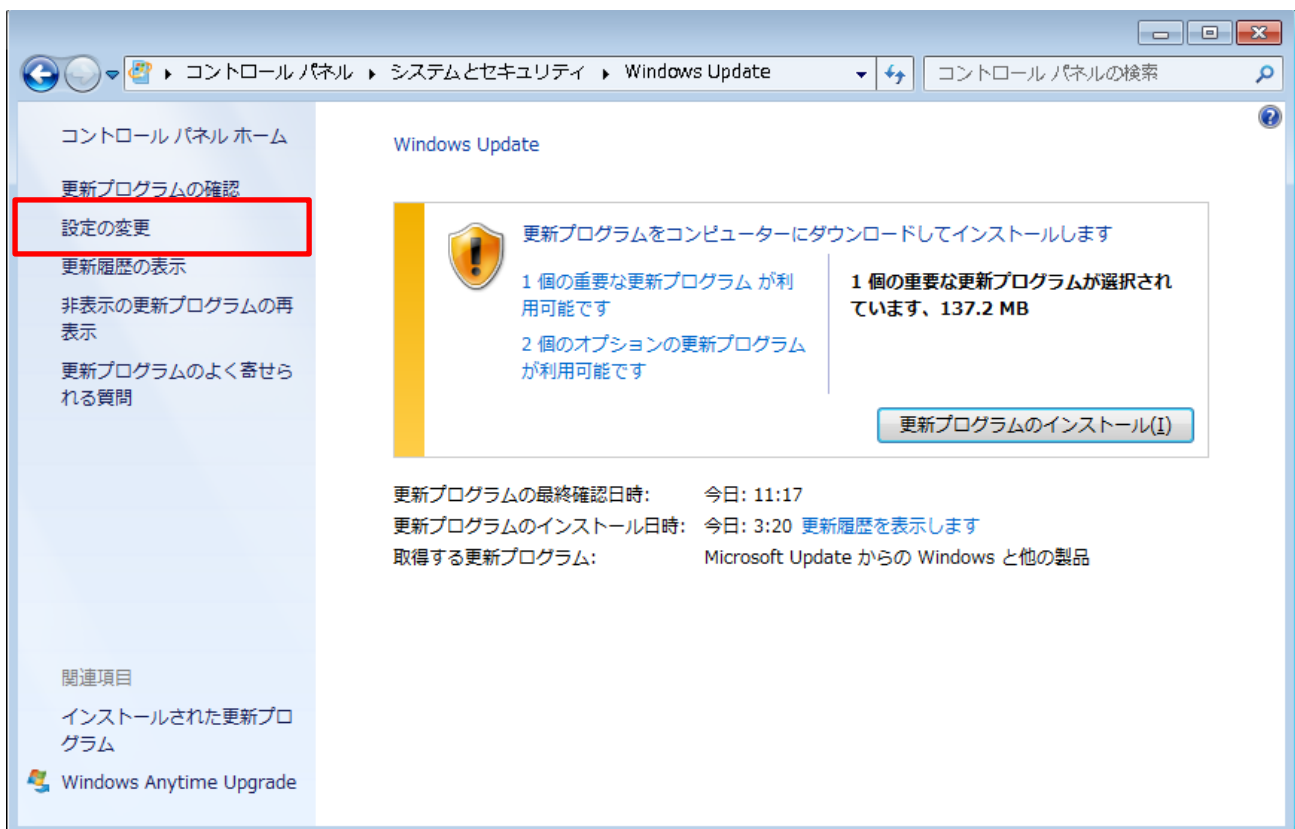 コントロール パネル ▸ システムとセキュリティ ▸ Windows Update
コントロール パネルの検索
コントロール パネル ホーム
更新プログラムの確認
設定の変更
更新履歴の表示
非表示の更新プログラムの再
表示
更新プログラムのよく寄せら
れる質問
関連項目
インストールされた更新プロ
グラム
Windows Anytime Upgrade
Windows Update
更新プログラムをコンピューターにダウンロードしてインストールします
1 個の重要な更新プログラム が利
用可能です
2 個のオプションの更新プログラム
が利用可能です
1 個の重要な更新プログラムが選択され
ています、137.2 MB
更新プログラムのインストール(I)
更新プログラムの最終確認日時: 今日: 11:17
更新プログラムのインストール日時: 今日: 3:20 更新履歴を表示します
取得する更新プログラム: Microsoft Update からの Windows と他の製品